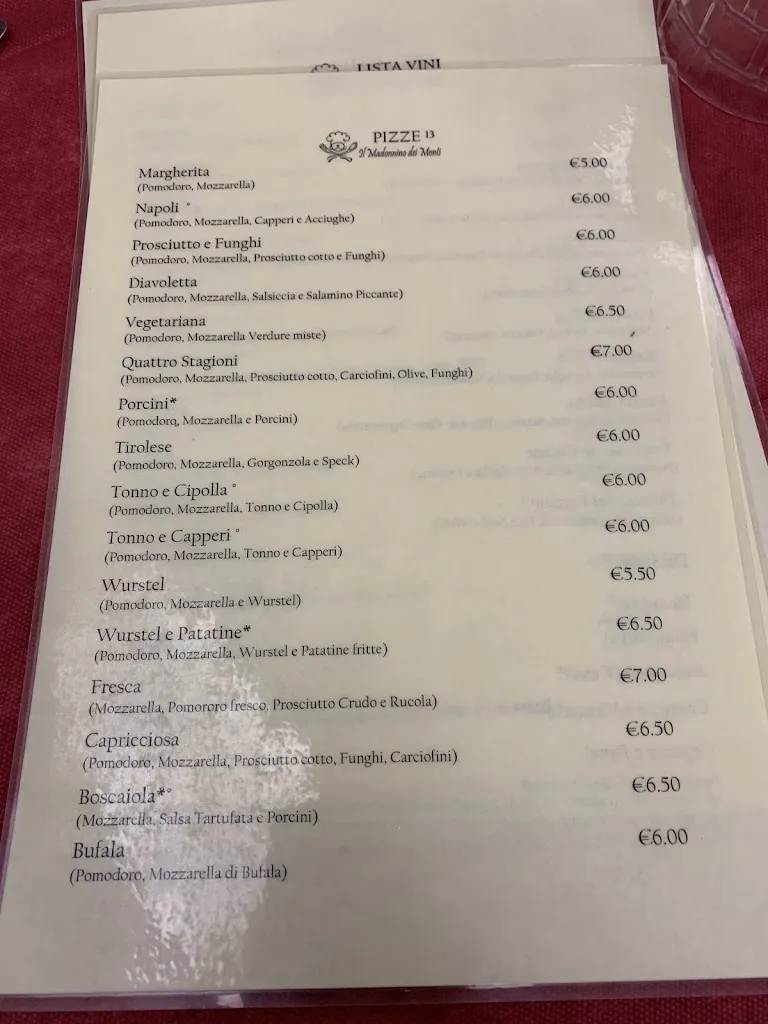 LISTA VINI
PIZZE 13
Il Madonnino dei Monti
Margherita €5.00
(Pomodoro, Mozzarella)
Napoli ° €6.00
(Pomodoro, Mozzarella, Capperi e Acciughe)
Prosciutto e Funghi €6.00
(Pomodoro, Mozzarella, Prosciutto cotto e Funghi)
Diavoletta €6.00
(Pomodoro, Mozzarella, Salsiccia e Salamino Piccante)
Vegetariana €6.50
(Pomodoro, Mozzarella Verdure miste)
Quattro Stagioni €7.00
(Pomodoro, Mozzarella, Prosciutto cotto, Carciofini, Olive, Funghi)
Porcini* €6.00
(Pomodoro, Mozzarella e Porcini)
Tirolese €6.00
(Pomodoro, Mozzarella, Gorgonzola e Speck)
Tonno e Cipolla ° €6.00
(Pomodoro, Mozzarella, Tonno e Cipolla)
Tonno e Capperi ° €6.00
(Pomodoro, Mozzarella, Tonno e Capperi)
Wurstel €5.50
(Pomodoro, Mozzarella e Wurstel)
Wurstel e Patatine* €6.50
(Pomodoro, Mozzarella, Wurstel e Patatine fritte)
Fresca €7.00
(Mozzarella, Pomororo fresco, Prosciutto Crudo e Rucola)
Capricciosa €6.50
(Pomodoro, Mozzarella, Prosciutto cotto, Funghi, Carciofini)
Boscaiola*° €6.50
(Mozzarella, Salsa Tartufata e Porcini)
Bufala €6.00
(Pomodoro, Mozzarella di Bufala)